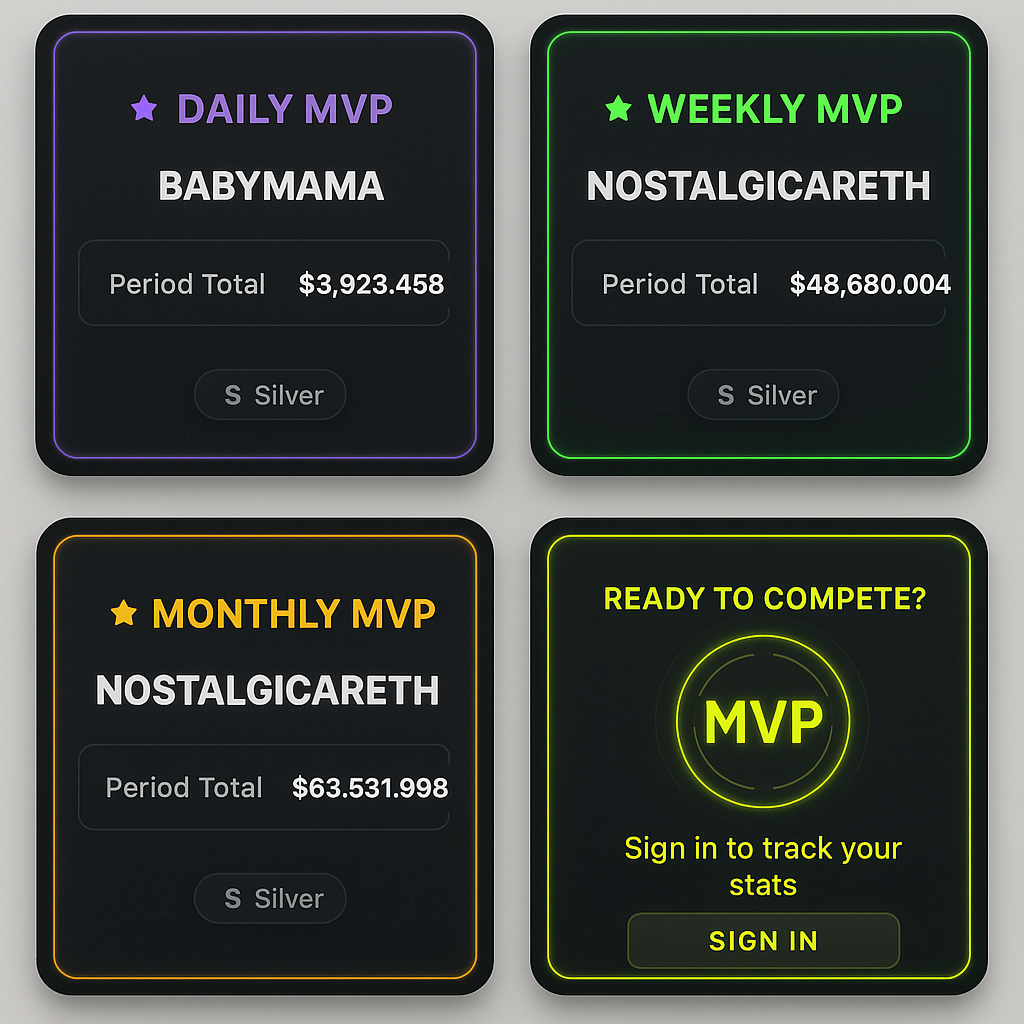 ★ DAILY MVP
BABYMAMA
Period Total $3,923.458
S Silver
★ WEEKLY MVP
NOSTALGICARETH
Period Total $48,680.004
S Silver
★ MONTHLY MVP
NOSTALGICARETH
Period Total $63.531.998
S Silver
READY TO COMPETE?
MVP
Sign in to track your
stats
SIGN IN